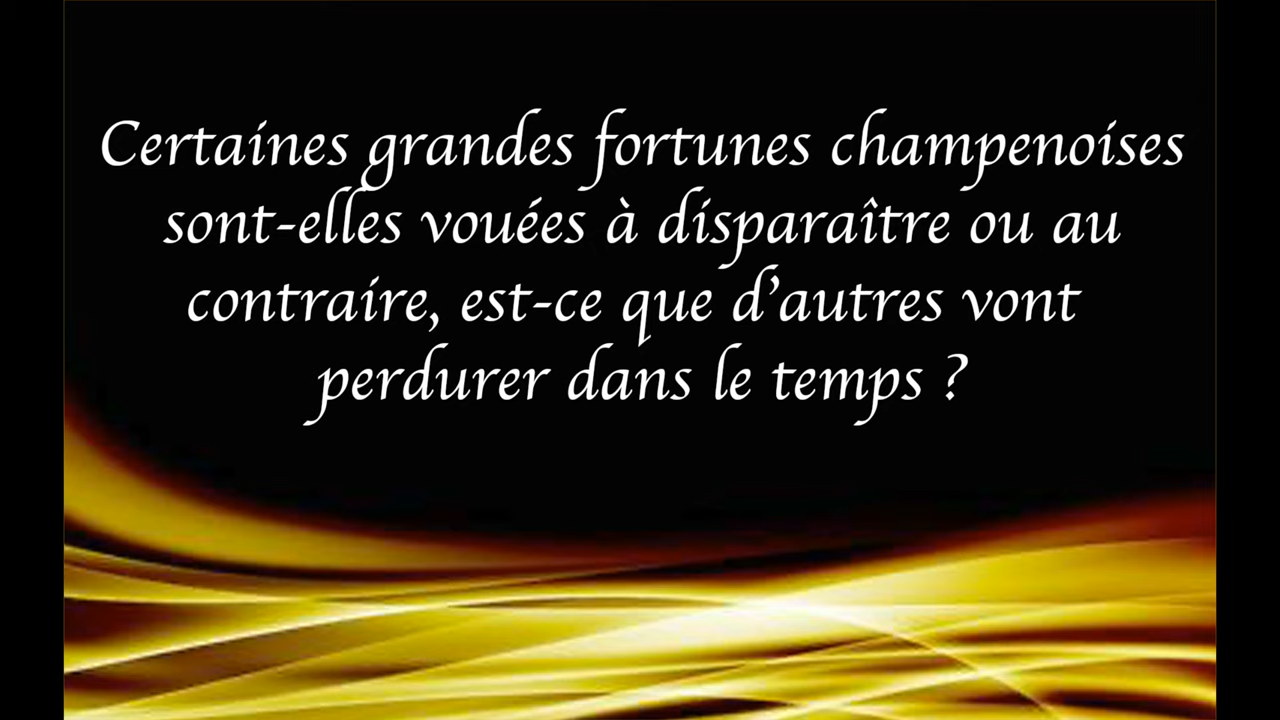 Certaines grandes fortunes champenoises
sont-elles vouées à disparaître ou au
contraire, est-ce que d'autres vont
perdurer dans le temps ?